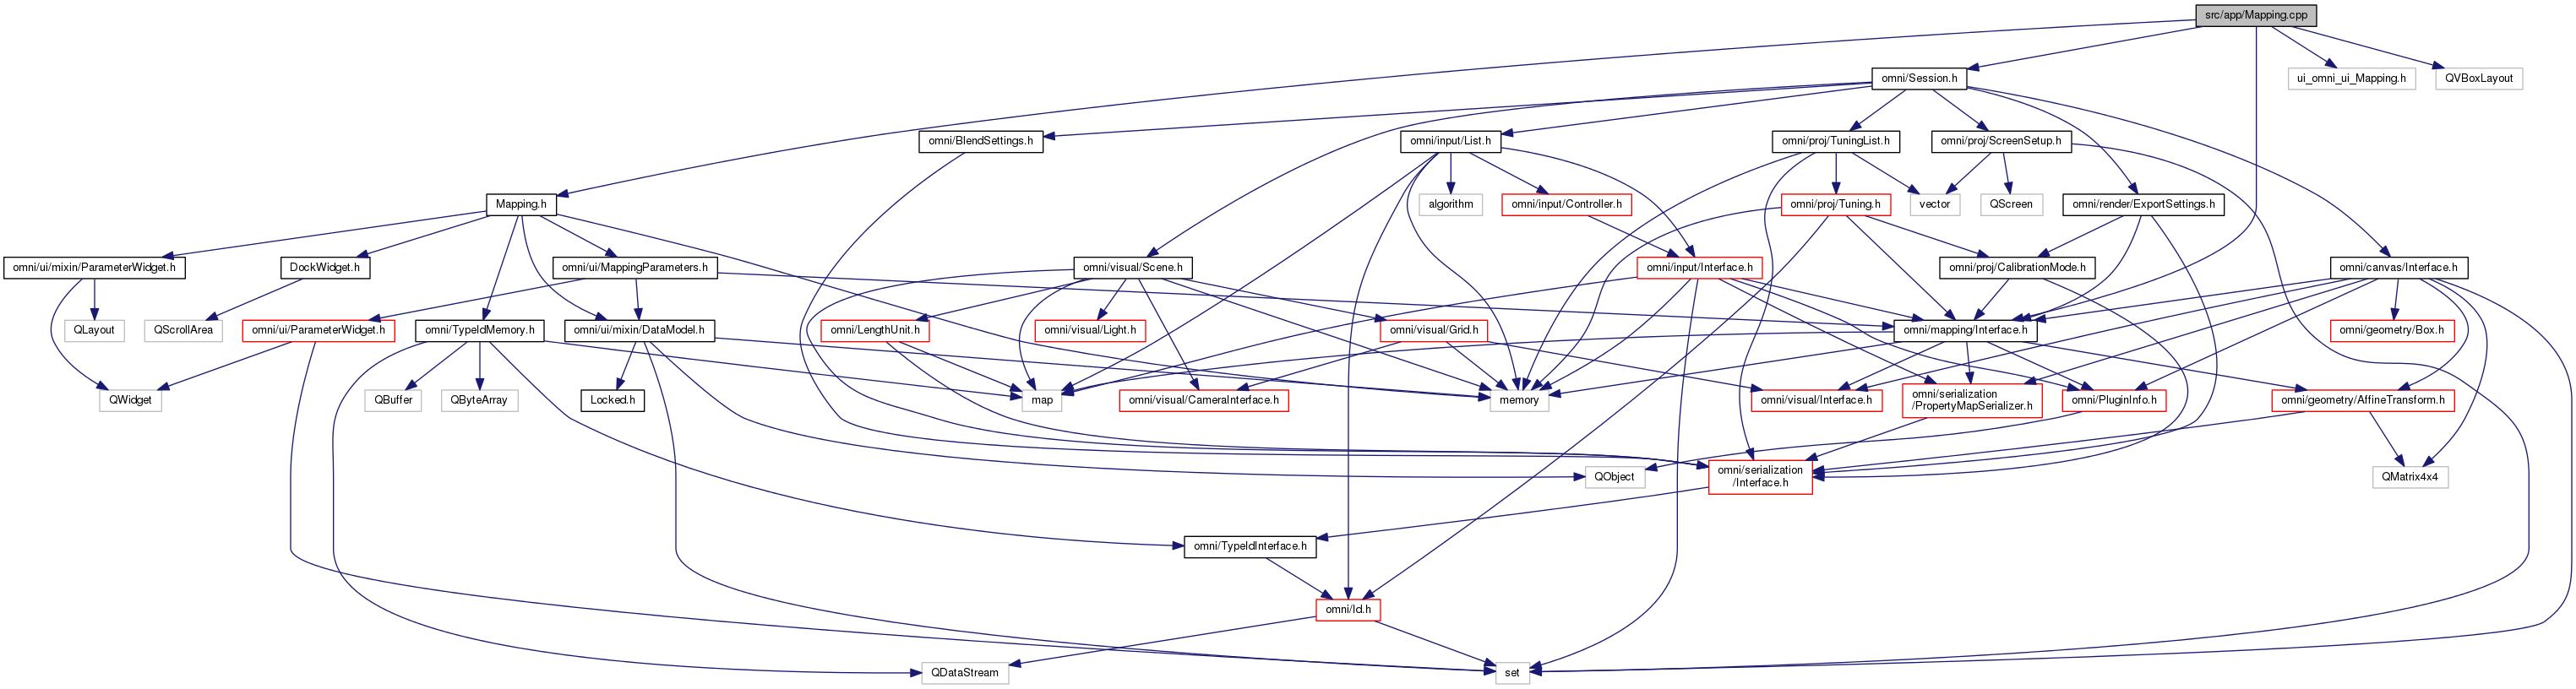 src/app/Mapping.cpp
omni/Session.h
ui_omni_ui_Mapping.h
QVBoxLayout
omni/BlendSettings.h
omni/input/List.h
omni/proj/TuningList.h
omni/proj/ScreenSetup.h
Mapping.h
algorithm
omni/input/Controller.h
omni/proj/Tuning.h
vector
QScreen
omni/render/ExportSettings.h
omni/ui/mixin/ParameterWidget.h
DockWidget.h
omni/ui/MappingParameters.h
omni/visual/Scene.h
omni/input/Interface.h
omni/proj/CalibrationMode.h
omni/canvas/Interface.h
QLayout
QScrollArea
omni/ui/ParameterWidget.h
omni/TypeIdMemory.h
omni/ui/mixin/DataModel.h
omni/LengthUnit.h
omni/visual/Light.h
omni/visual/Grid.h
omni/mapping/Interface.h
omni/geometry/Box.h
QWidget
QBuffer
QByteArray
Locked.h
map
omni/visual/CameraInterface.h
memory
omni/visual/Interface.h
omni/serialization
/PropertyMapSerializer.h
omni/PluginInfo.h
omni/geometry/AffineTransform.h
QObject
omni/serialization
/Interface.h
QMatrix4x4
omni/TypeIdInterface.h
omni/Id.h
QDataStream
set